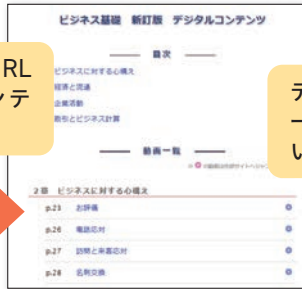 ビジネス基礎 新訂版 デジタルコンテンツ
目次
ビジネスに対する心構え
経済と流通
企業活動
取引とビジネス計算
動画一覧
2章 ビジネスに対する心構え
p.23 お辞儀
p.26 電話応対
p.27 訪問と来客応対
p.28 名刺交換
RL
テ
テ
い